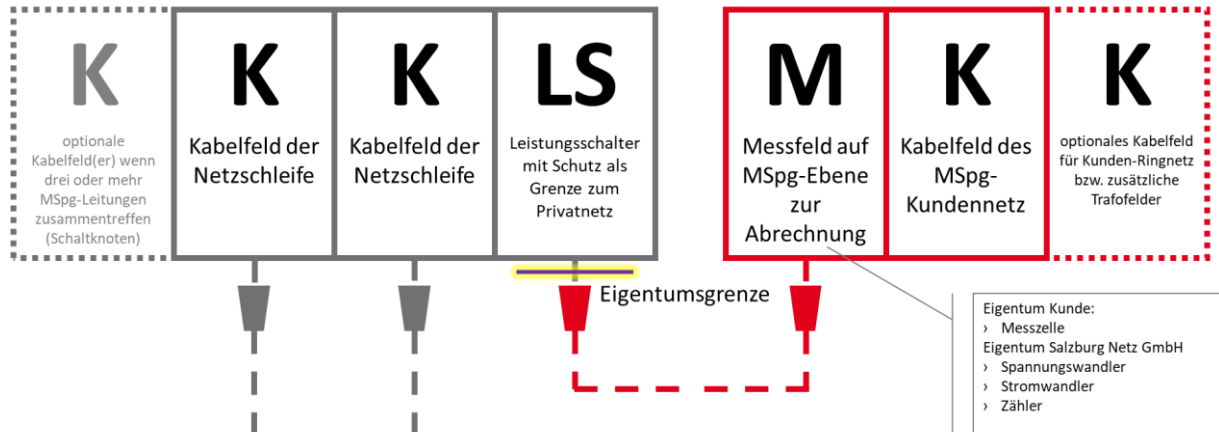 K
optionale
Kabelfeld(er) wenn
drei oder mehr
MSpg-Leitungen
zusammentreffen
(Schaltknoten)
K
Kabelfeld der
Netzschleife
K
Kabelfeld der
Netzschleife
LS
Leistungsschalter
mit Schutz als
Grenze zum
Privatnetz
M
Messfeld auf
MSpg-Ebene
zur
Abrechnung
K
Kabelfeld des
MSpg-
Kundennetz
K
optionales Kabelfeld
für Kunden-Ringnetz
bzw. zusätzliche
Trafofelder
Eigentumsgrenze
Eigentum Kunde:
› Messzelle
Eigentum Salzburg Netz GmbH
› Spannungswandler
› Stromwandler
› Zähler